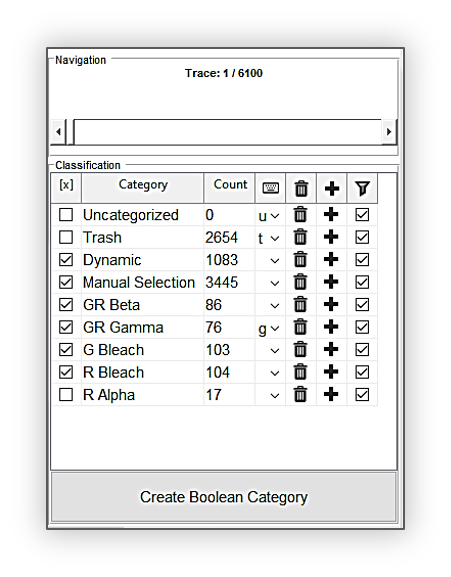 Navigation
Trace: 1 / 6100
Classification
[x] Category Count
Uncategorized 0 u
Trash 2654 t
Dynamic 1083
Manual Selection 3445
GR Beta 86
GR Gamma 76 g
G Bleach 103
R Bleach 104
R Alpha 17
Create Boolean Category